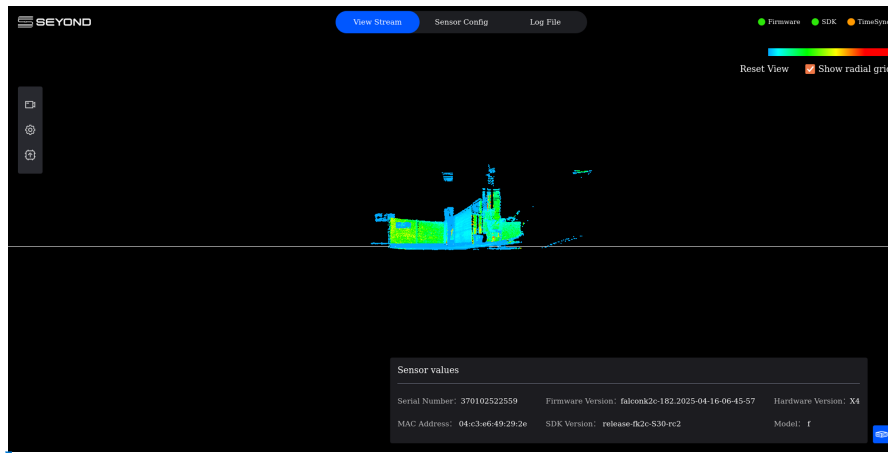 SEYOND
View Stream Sensor Config Log File
Firmware SDK TimeSync
Reset View Show radial grid
Sensor values
Serial Number: 370102522559 Firmware Version: falconk2c-182.2025-04-16-06-45-57 Hardware Version: X4
MAC Address: 04:c3:e6:49:29:2e SDK Version: release-fk2c-S30-rc2 Model: f